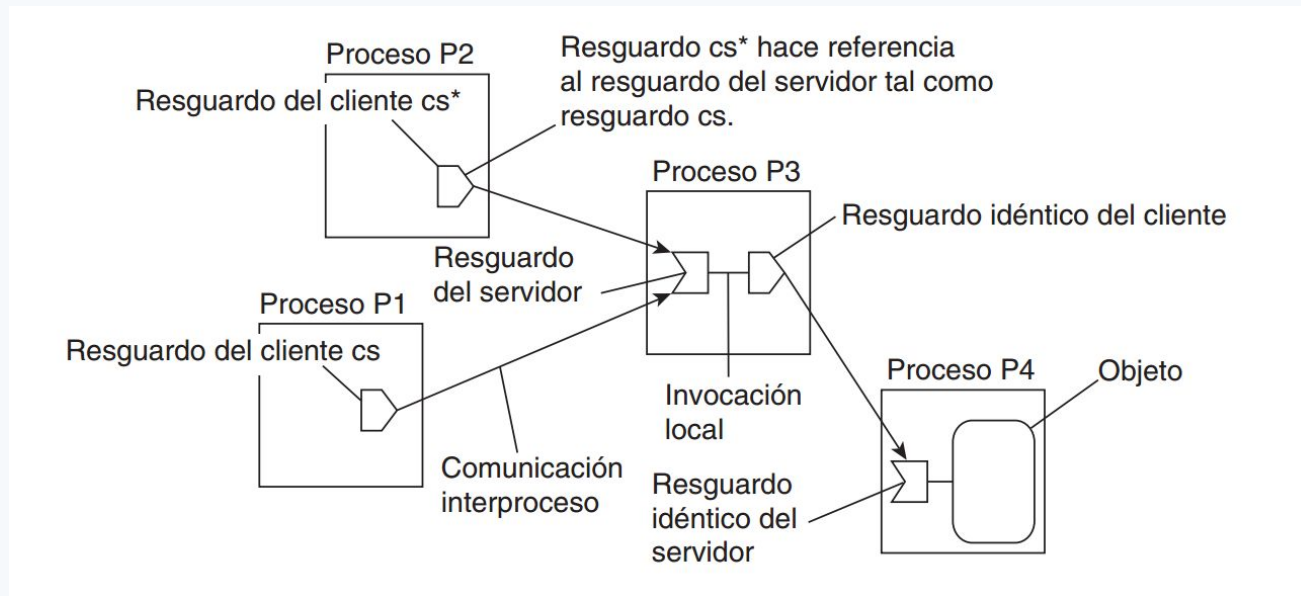 Proceso P2
Resguardo del cliente cs*
Resguardo cs* hace referencia
al resguardo del servidor tal como
resguardo cs.
Proceso P3
Resguardo idéntico del cliente
Resguardo
del servidor
Proceso P1
Resguardo del cliente cs
Invocación
local
Proceso P4
Objeto
Comunicación
interproceso
Resguardo
idéntico del
servidor